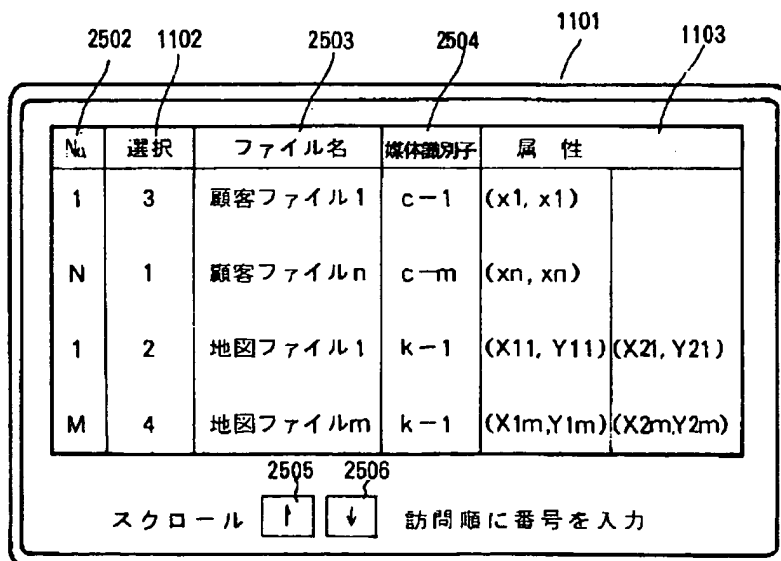 2502 1102 2503 2504 1101 1103
No. 選択 ファイル名 媒体識別子 属性
1 3 顧客ファイル1 c-1 (x1, x1)
N 1 顧客ファイルn c-m (xn, xn)
1 2 地図ファイル1 k-1 (X11, Y11) (X21, Y21)
M 4 地図ファイルm k-1 (X1m,Y1m) (X2m,Y2m)
2505 2506
スクロール ↑ ↓ 訪問順に番号を入力